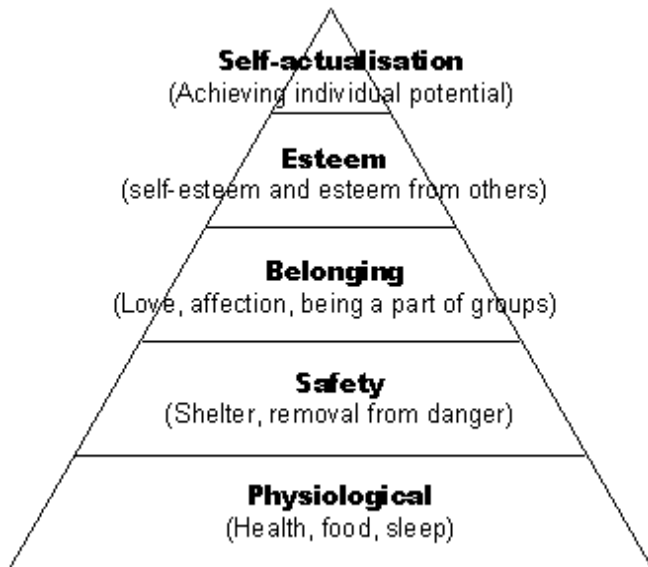 Self-actualisation
(Achieving individual potential)
Esteem
(self-esteem and esteem from others)
Belonging
(Love, affection, being a part of groups)
Safety
(Shelter, removal from danger)
Physiological
(Health, food, sleep)